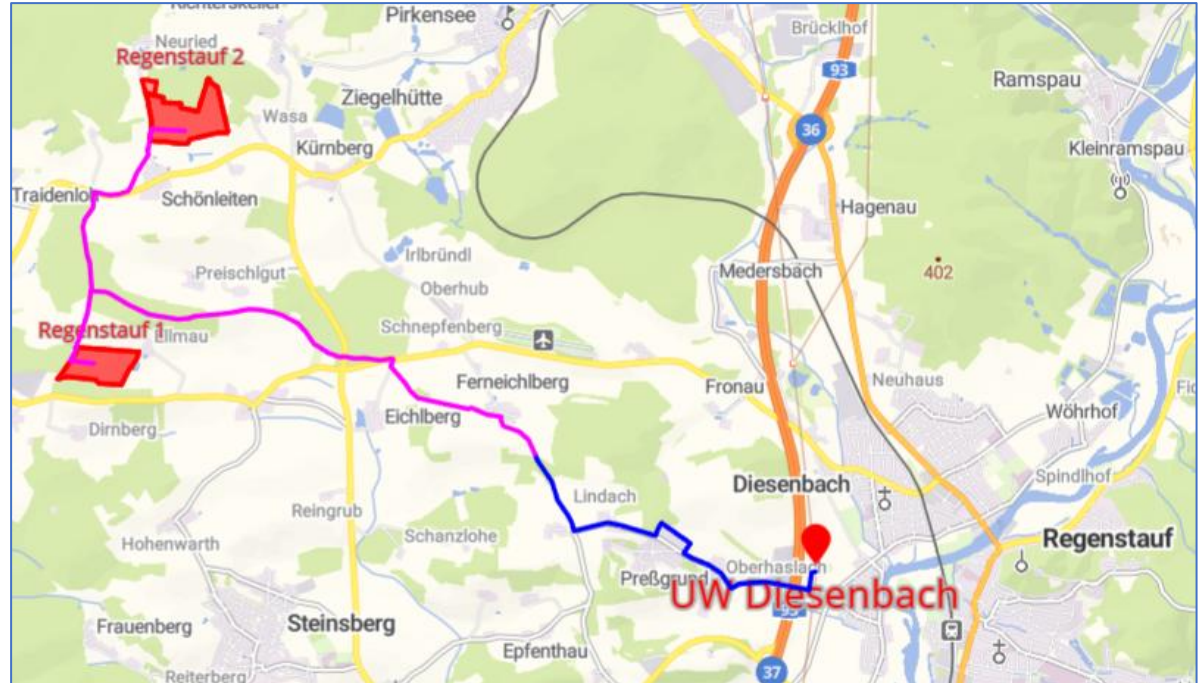 Pirkensee
Neuried
Regenstauf 2
Brücklhof
93
Ramspau
Ziegelhütte
Wasa
36
Kürnberg
Kleinramspau
Schönleiten
Hagenau
Irlbründl
Preischlgut
Medersbach
402
Oberhub
Regenstauf 1
Schnepfenberg
Ferneichlberg
Fronau
Neuhaus
Wöhrhof
Eichlberg
Dirnberg
Diesenbach
Spindlhof
Lindach
Reingrub
Schanzlohe
Hohenwarth
Regenstauf
Preßgrund
Oberhaslach
UW Diesenbach
Frauenberg
Steinsberg
Epfenthau
37
Reiterberg